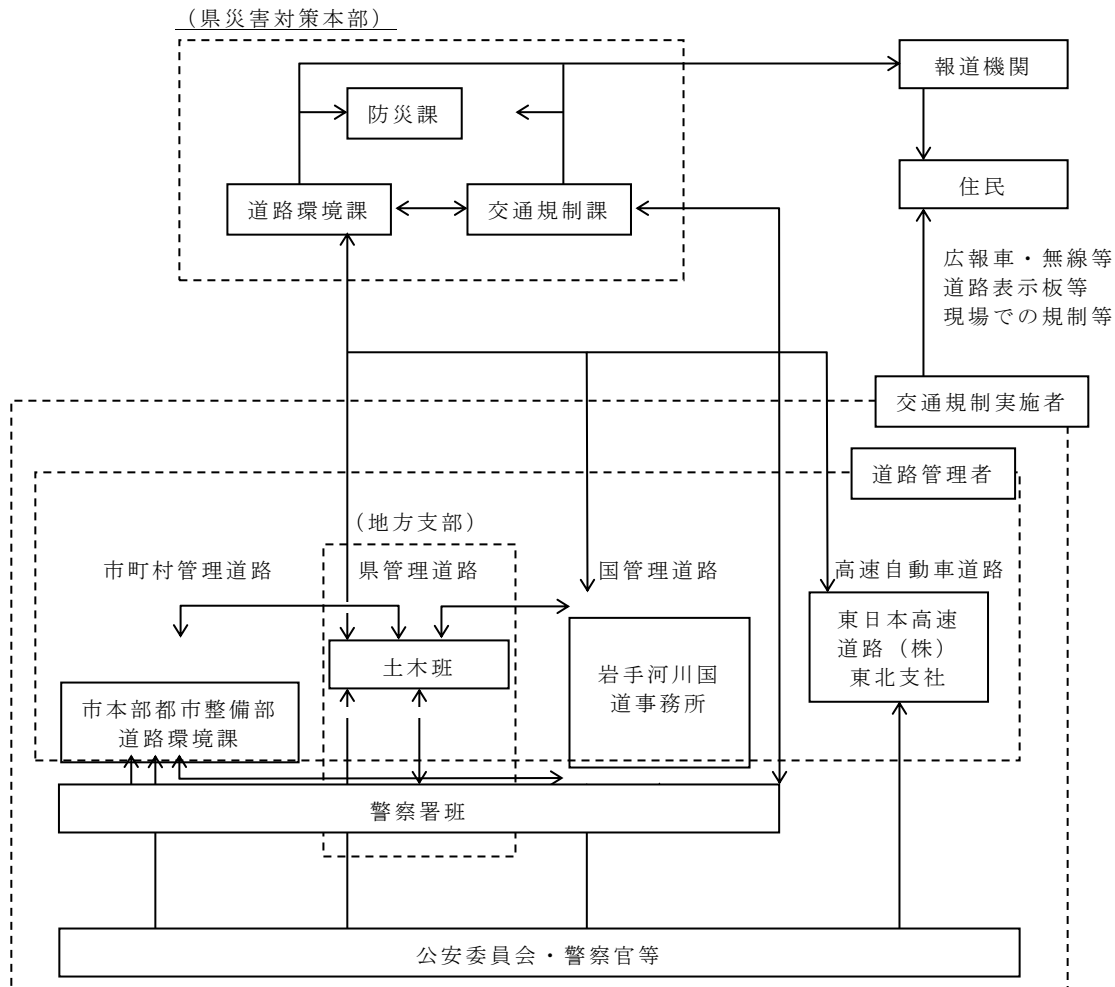 (県災害対策本部)
報道機関
防災課
住民
道路環境課
交通規制課
広報車・無線等
道路表示板等
現場での規制等
交通規制実施者
道路管理者
(地方支部)
市町村管理道路
県管理道路
国管理道路
高速自動車道路
東日本高速
道路(株)
東北支社
土木班
岩手河川国
道事務所
市本部都市整備部
道路環境課
警察署班
公安委員会・警察官等